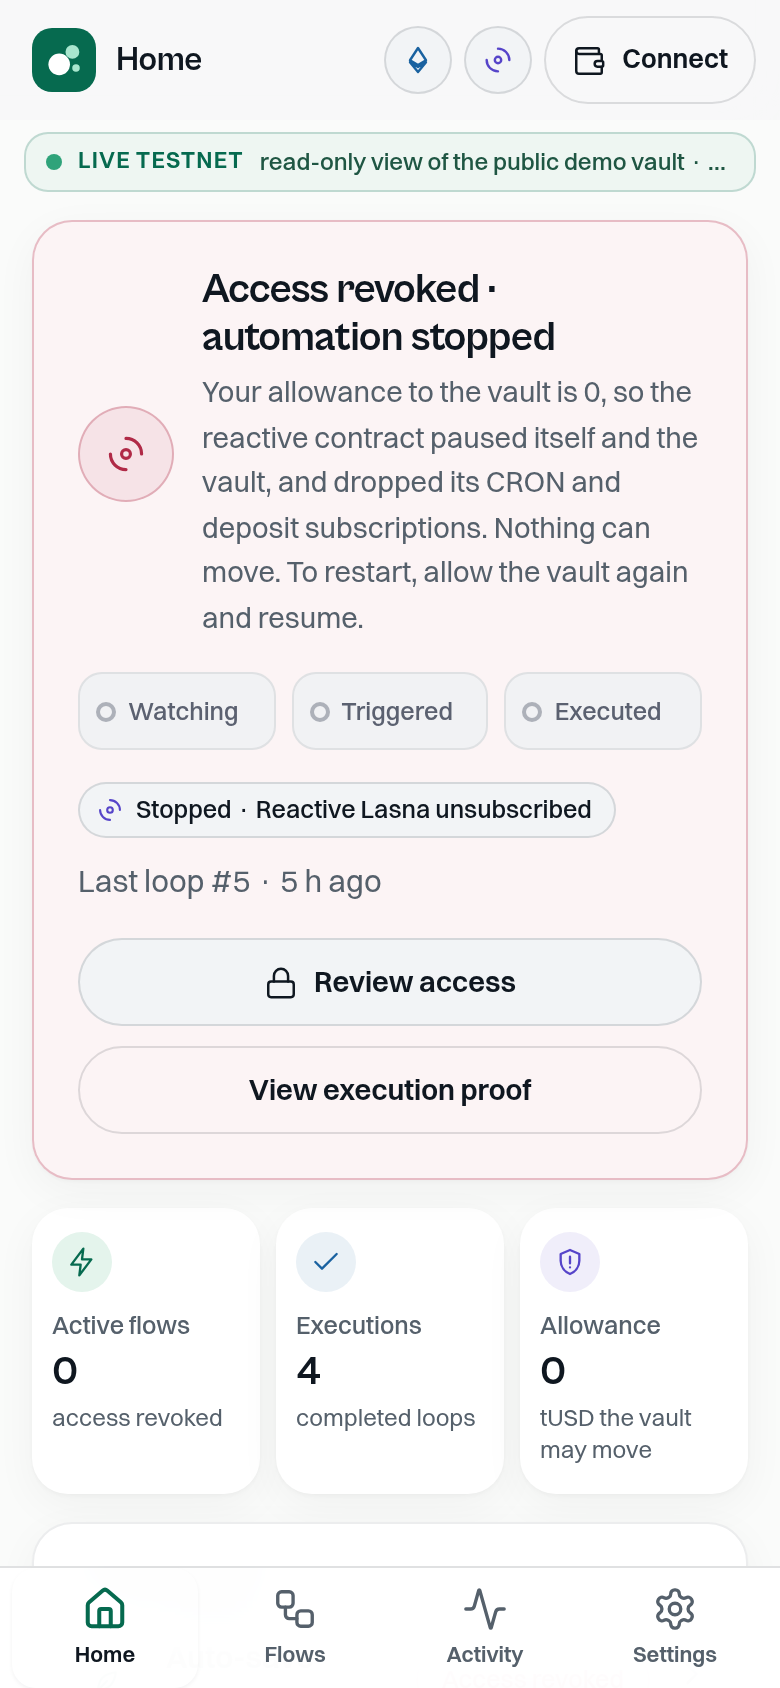 Home
Connect
LIVE TESTNET read-only view of the public demo vault · ...
Access revoked ·
automation stopped
Your allowance to the vault is 0, so the
reactive contract paused itself and the
vault, and dropped its CRON and
deposit subscriptions. Nothing can
move. To restart, allow the vault again
and resume.
Watching
Triggered
Executed
Stopped · Reactive Lasna unsubscribed
Last loop #5 · 5 h ago
Review access
View execution proof
Active flows
0
access revoked
Executions
4
completed loops
Allowance
0
tUSD the vault
may move
Home
Flows
Activity
Settings